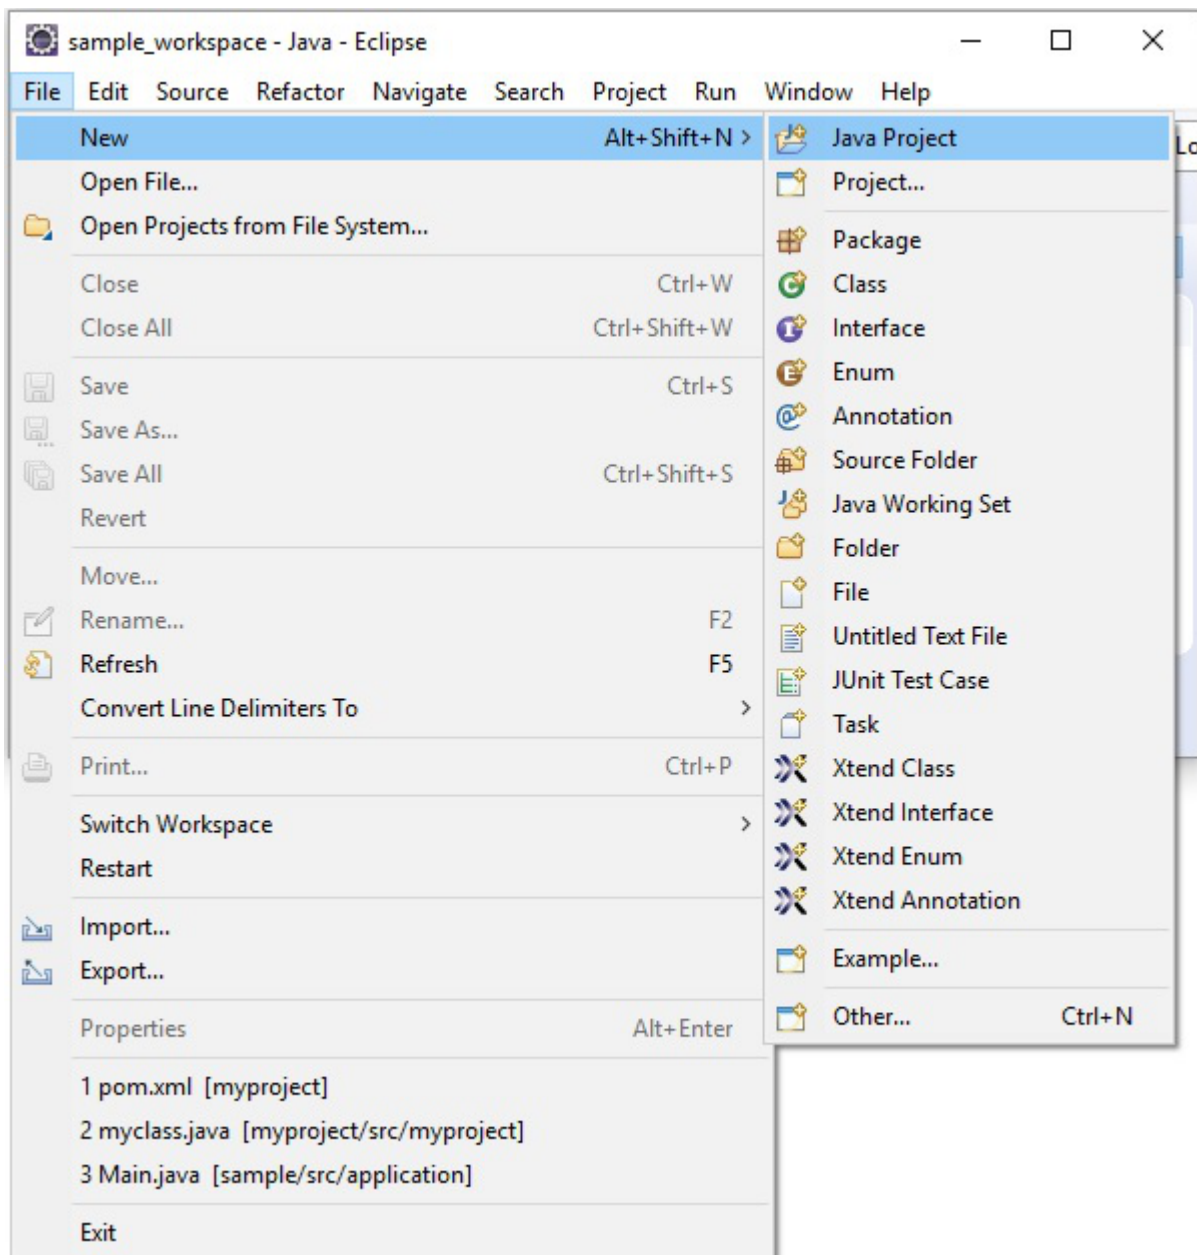 sample_workspace - Java - Eclipse
File Edit Source Refactor Navigate Search Project Run Window Help
New Alt+Shift+N >
Open File...
Open Projects from File System...
Close Ctrl+W
Close All Ctrl+Shift+W
Save Ctrl+S
Save As...
Save All Ctrl+Shift+S
Revert
Move...
Rename... F2
Refresh F5
Convert Line Delimiters To >
Print... Ctrl+P
Switch Workspace >
Restart
Import...
Export...
Properties Alt+Enter
1 pom.xml [myproject]
2 myclass.java [myproject/src/myproject]
3 Main.java [sample/src/application]
Exit
Java Project
Project...
Package
Class
Interface
Enum
Annotation
Source Folder
Java Working Set
Folder
File
Untitled Text File
JUnit Test Case
Task
Xtend Class
Xtend Interface
Xtend Enum
Xtend Annotation
Example...
Other... Ctrl+N